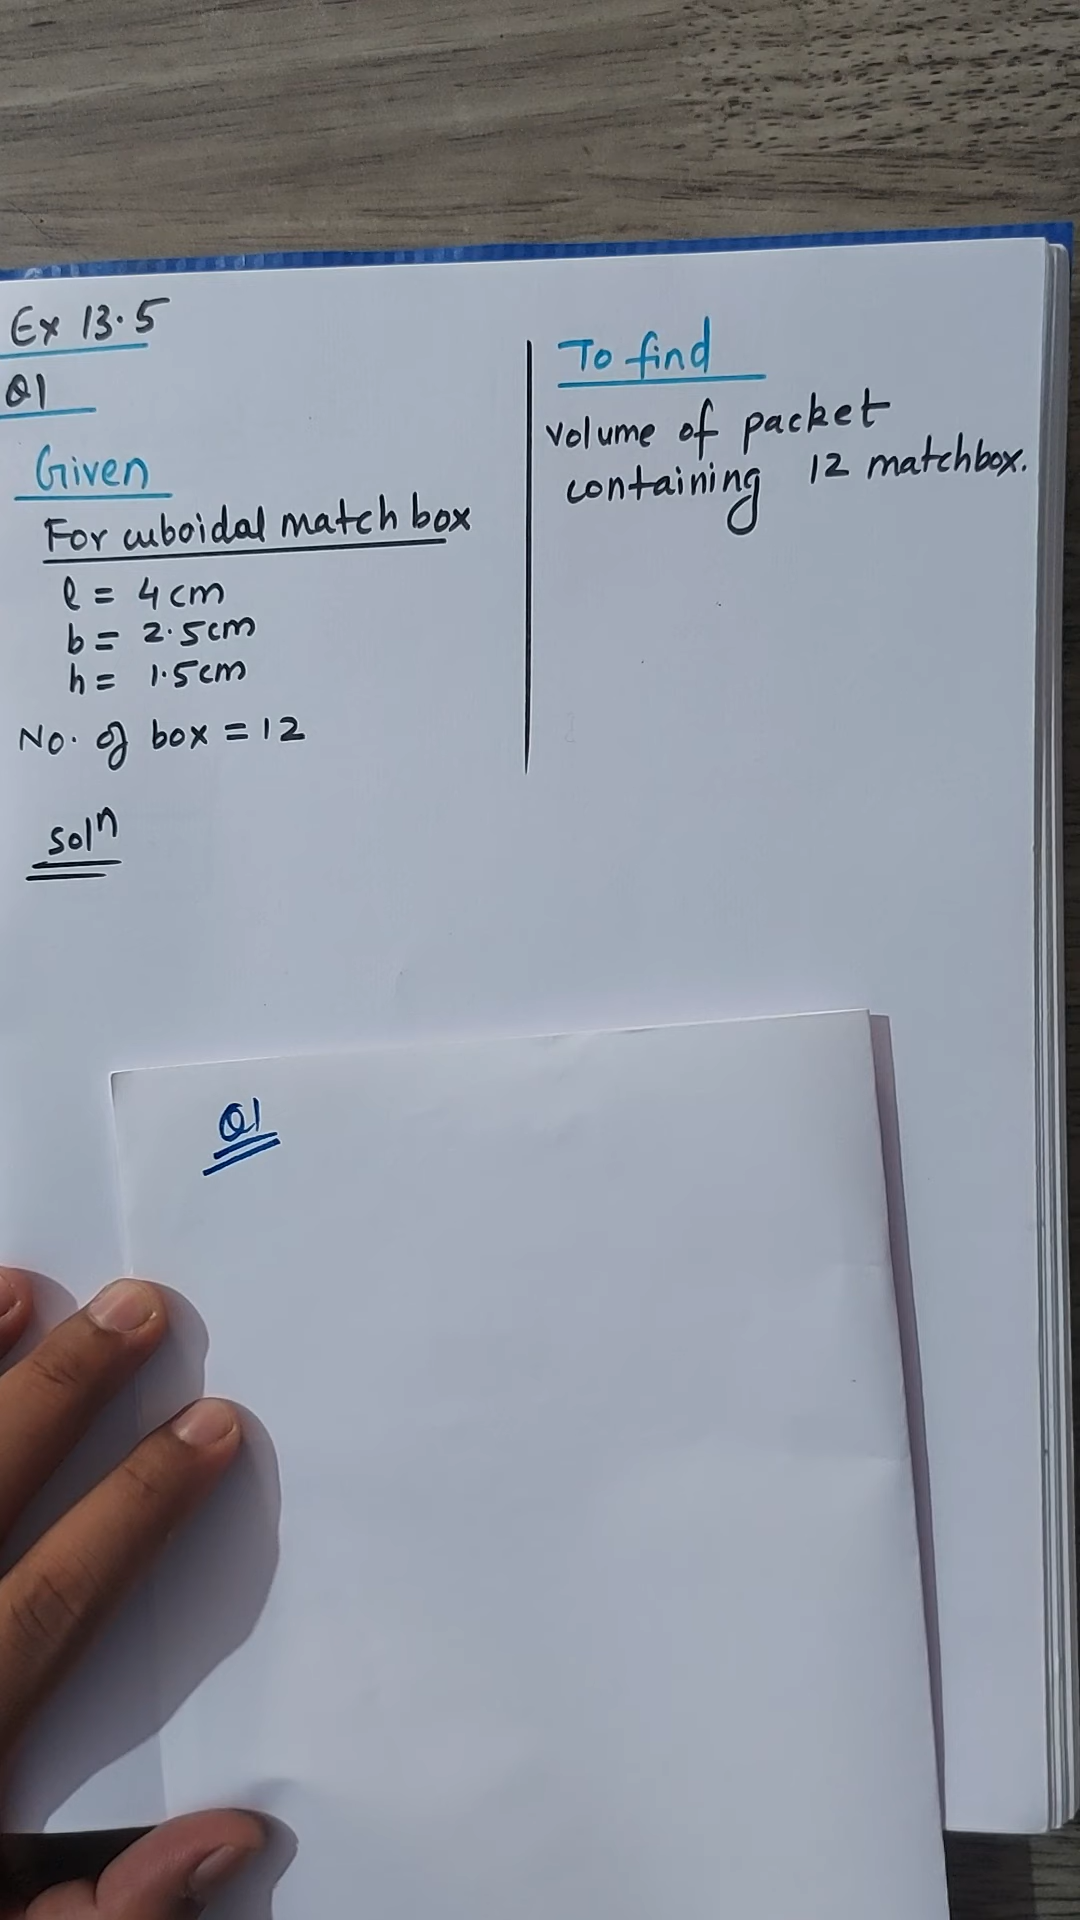 Ex 13.5
Q1
Given
For cuboidal match box
l = 4cm
b = 2.5cm
h = 1.5cm
No. of box = 12
To find
volume of packet
containing 12 matchbox.
Solⁿ
Q1